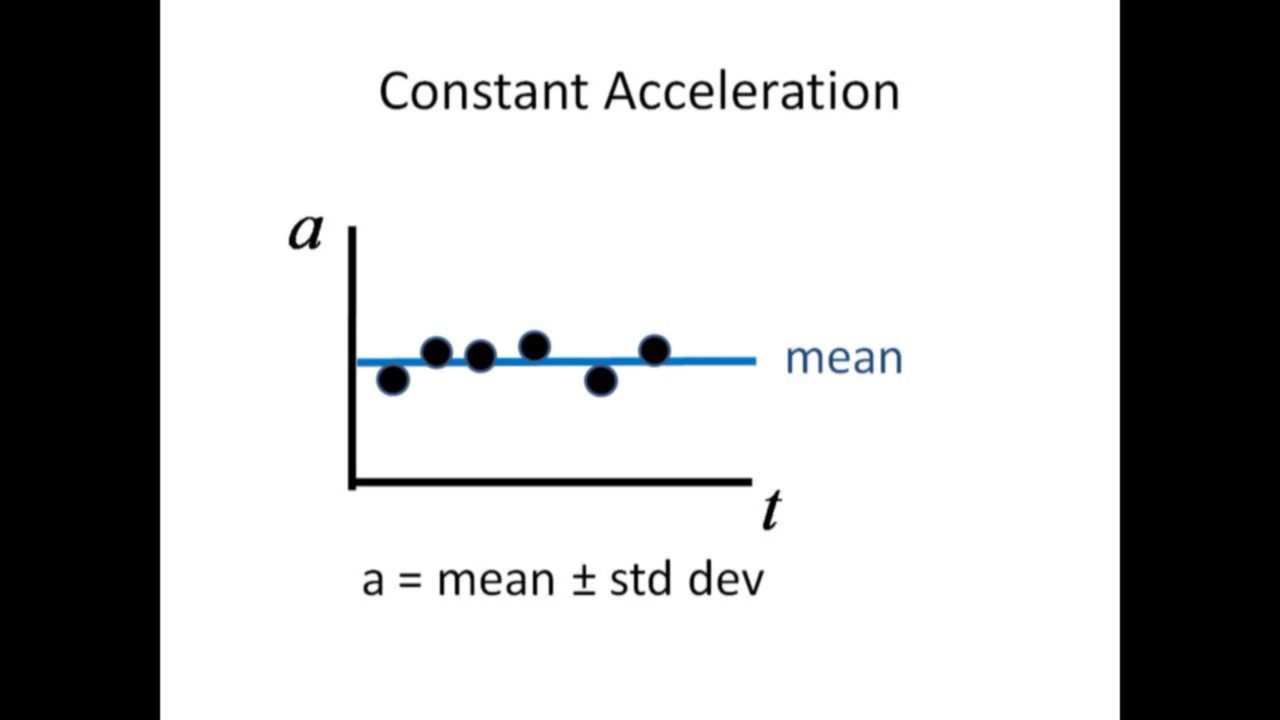 Constant Acceleration
a
mean
t
a = mean ± std dev